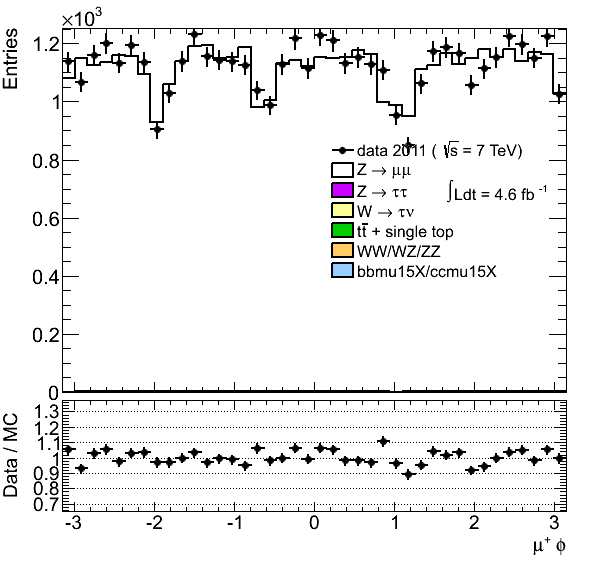 ×10³
Entries
1.2
1
0.8
0.6
0.4
0.2
0
data 2011 ( √s = 7 TeV)
Z → μμ
Z → ττ
∫Ldt = 4.6 fb⁻¹
W → τν
tt̄ + single top
WW/WZ/ZZ
bbmu15X/ccmu15X
Data / MC
1.3
1.2
1.1
1
0.9
0.8
0.7
-3 -2 -1 0 1 2 3
μ⁺ ϕ